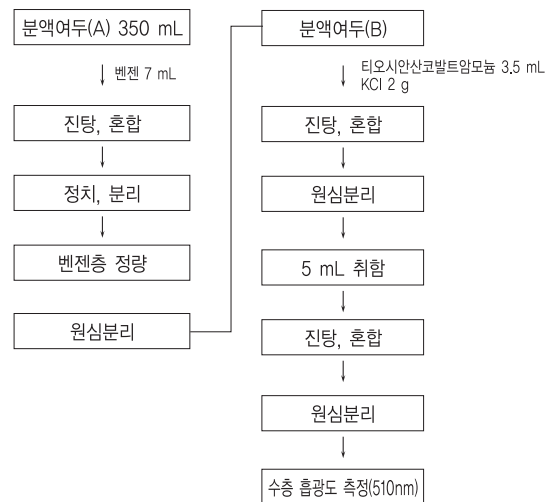 분액여두(A) 350 mL
벤젠 7 mL
진탕, 혼합
정치, 분리
벤젠층 정량
원심분리
분액여두(B)
티오시안산코발트암모늄 3.5 mL
KCl 2 g
진탕, 혼합
원심분리
5 mL 취함
진탕, 혼합
원심분리
수층 흡광도 측정(510nm)